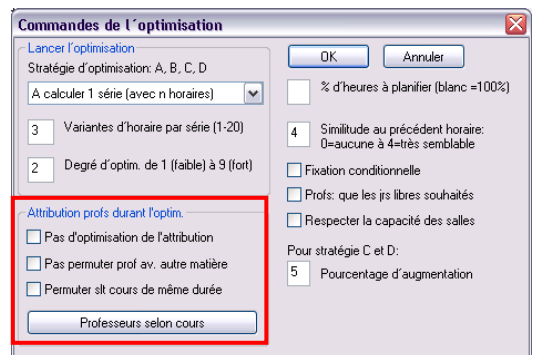 Commandes de l´optimisation
Lancer l'optimisation
Stratégie d'optimisation: A, B, C, D
A calculer 1 série (avec n horaires)
3 Variantes d'horaire par série (1-20)
2 Degré d'optim. de 1 (faible) à 9 (fort)
Attribution profs durant l'optim.
Pas d'optimisation de l'attribution
Pas permuter prof av. autre matière
Permuter slt cours de même durée
Professeurs selon cours
OK Annuler
% d'heures à planifier (blanc =100%)
4 Similitude au précédent horaire:
0=aucune à 4=très semblable
Fixation conditionnelle
Profs: que les jrs libres souhaités
Respecter la capacité des salles
Pour stratégie C et D:
5 Pourcentage d´augmentation